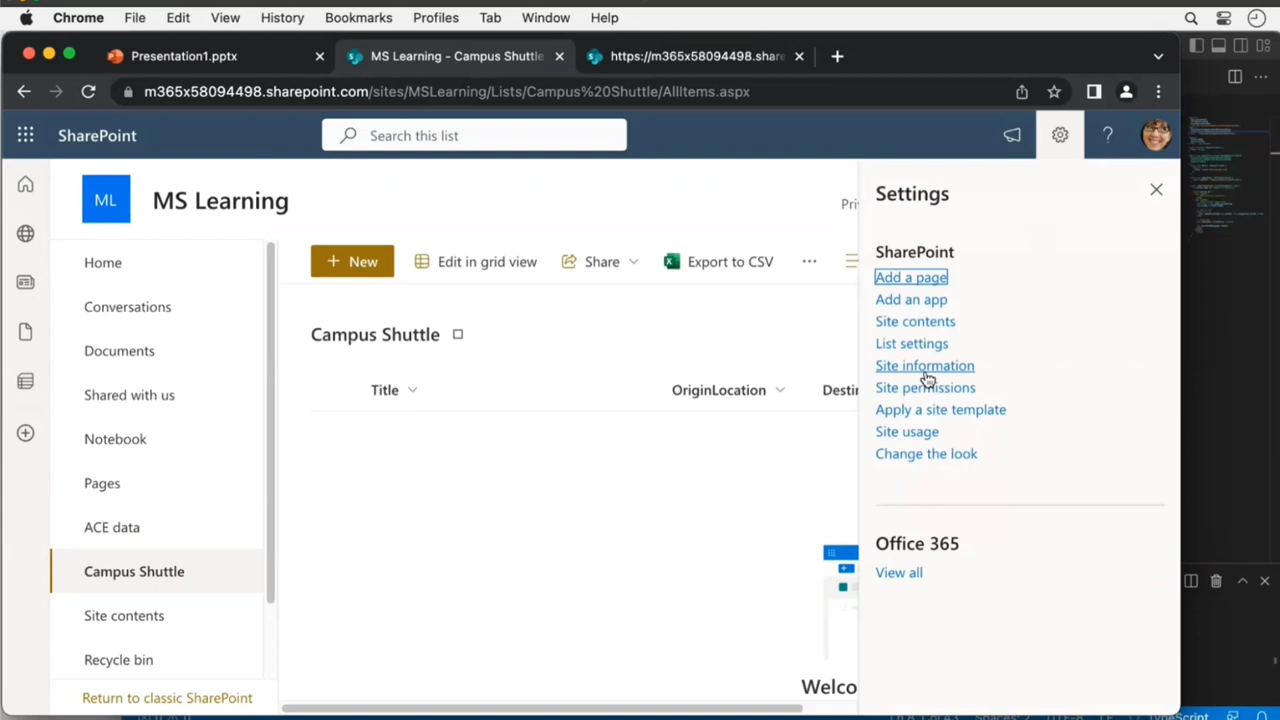 Chrome File Edit View History Bookmarks Profiles Tab Window Help
Presentation1.pptx
MS Learning - Campus Shuttle
https://m365x58094498.share
m365x58094498.sharepoint.com/sites/MSLearning/Lists/Campus%20Shuttle/AllItems.aspx
SharePoint
Search this list
ML
MS Learning
Home
Conversations
Documents
Shared with us
Notebook
Pages
ACE data
Campus Shuttle
Site contents
Recycle bin
Return to classic SharePoint
New
Edit in grid view
Share
Export to CSV
Campus Shuttle
Title
OriginLocation
Destin
Welco
Settings
SharePoint
Add a page
Add an app
Site contents
List settings
Site information
Site permissions
Apply a site template
Site usage
Change the look
Office 365
View all